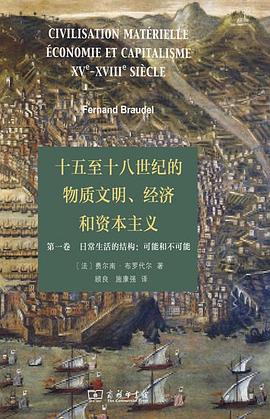 CIVILISATION MATÉRIELLE
ÉCONOMIE ET CAPITALISME
XVᵉ-XVIIIᵉ SIÈCLE
Fernand Braudel
十五至十八世纪的
物质文明、经济
和资本主义
第一卷 日常生活的结构：可能和不可能
［法］费尔南·布罗代尔 著
顾良 施康强 译
商务印书馆